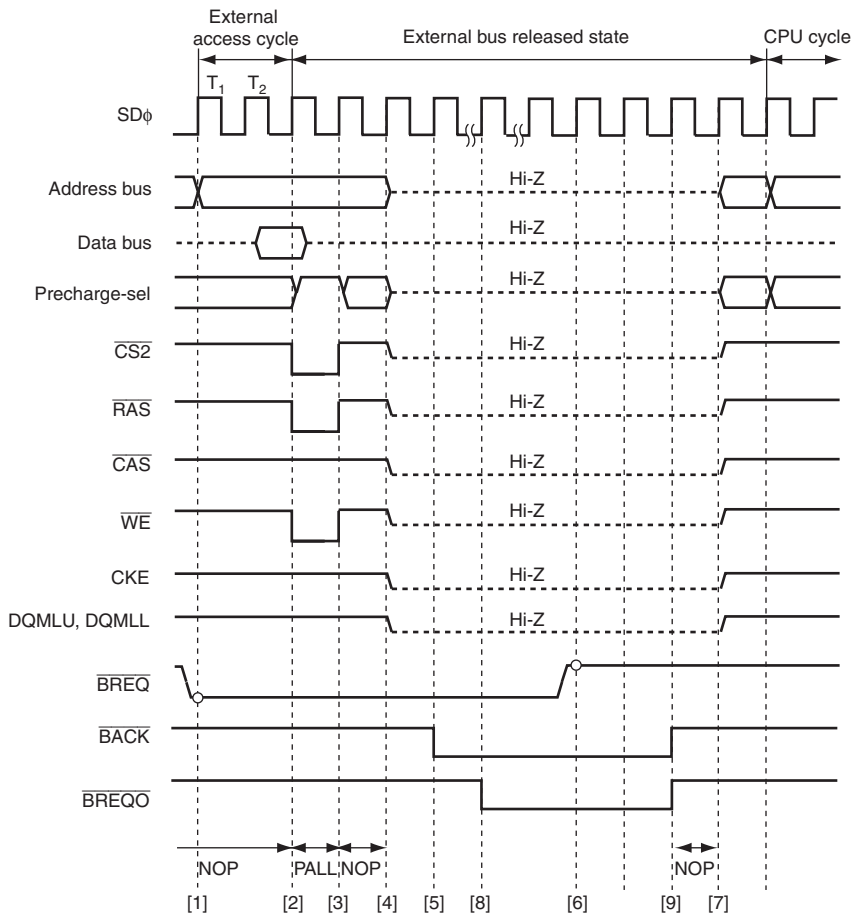 External
access cycle
External bus released state
CPU cycle
T1 T2
SDϕ
Address bus
Hi-Z
Data bus
Hi-Z
Precharge-sel
Hi-Z
CS2
Hi-Z
RAS
Hi-Z
CAS
Hi-Z
WE
Hi-Z
CKE
Hi-Z
DQMLU, DQMLL
Hi-Z
BREQ
BACK
BREQO
NOP PALL NOP NOP
[1] [2] [3] [4] [5] [8] [6] [9] [7]